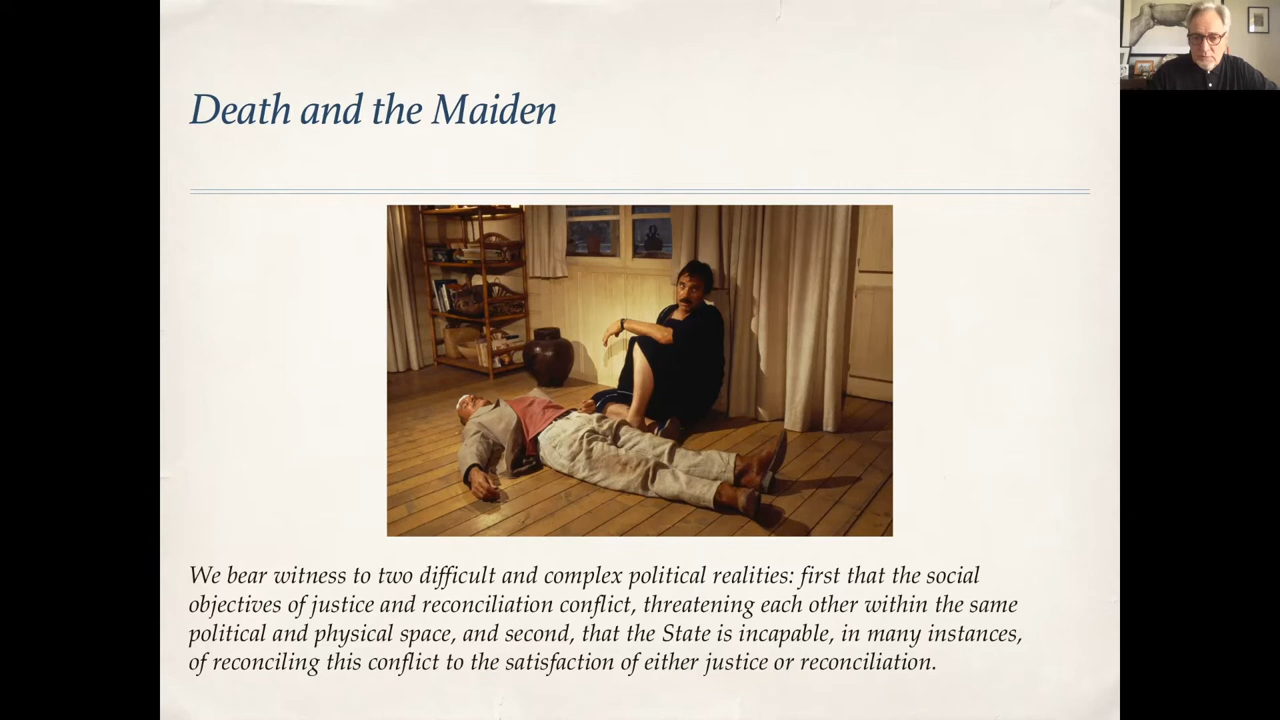 Death and the Maiden
We bear witness to two difficult and complex political realities: first that the social
objectives of justice and reconciliation conflict, threatening each other within the same
political and physical space, and second, that the State is incapable, in many instances,
of reconciling this conflict to the satisfaction of either justice or reconciliation.